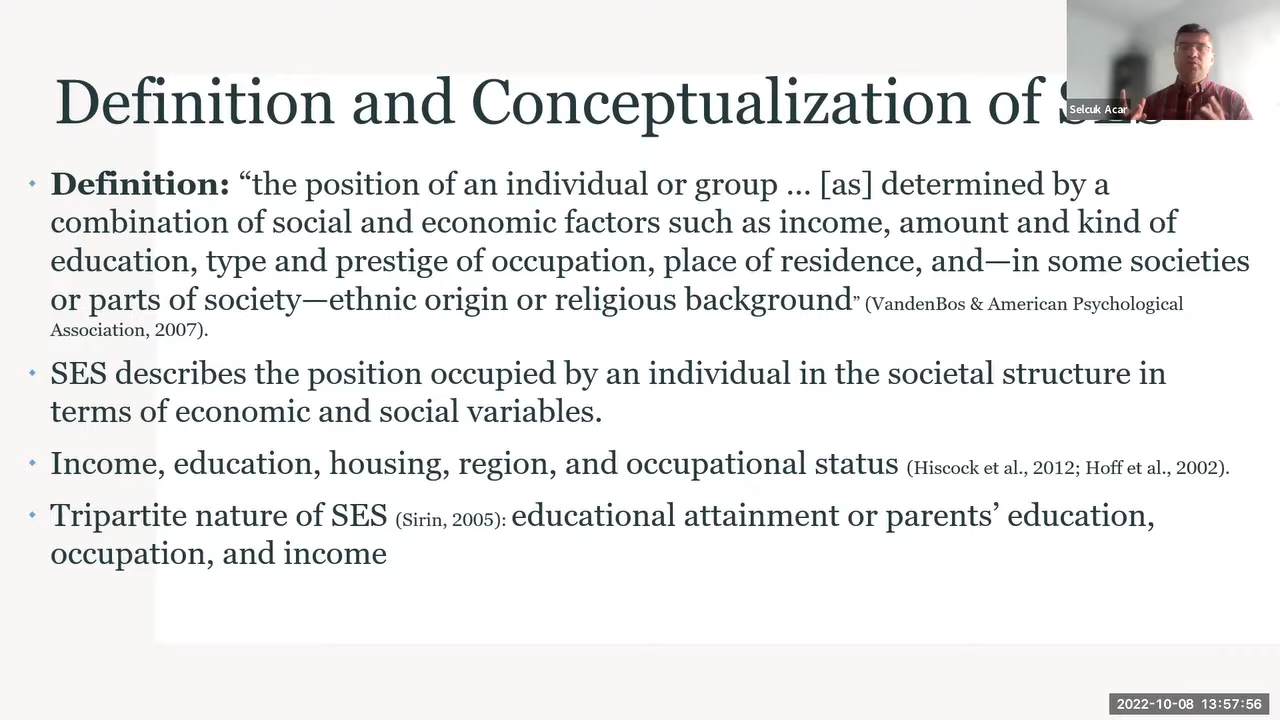 Definition and Conceptualization of SES
Selcuk Acar
Definition: “the position of an individual or group ... [as] determined by a
combination of social and economic factors such as income, amount and kind of
education, type and prestige of occupation, place of residence, and—in some societies
or parts of society—ethnic origin or religious background” (VandenBos & American Psychological
Association, 2007).
SES describes the position occupied by an individual in the societal structure in
terms of economic and social variables.
Income, education, housing, region, and occupational status (Hiscock et al., 2012; Hoff et al., 2002).
Tripartite nature of SES (Sirin, 2005): educational attainment or parents’ education,
occupation, and income
2022-10-08 13:57:56